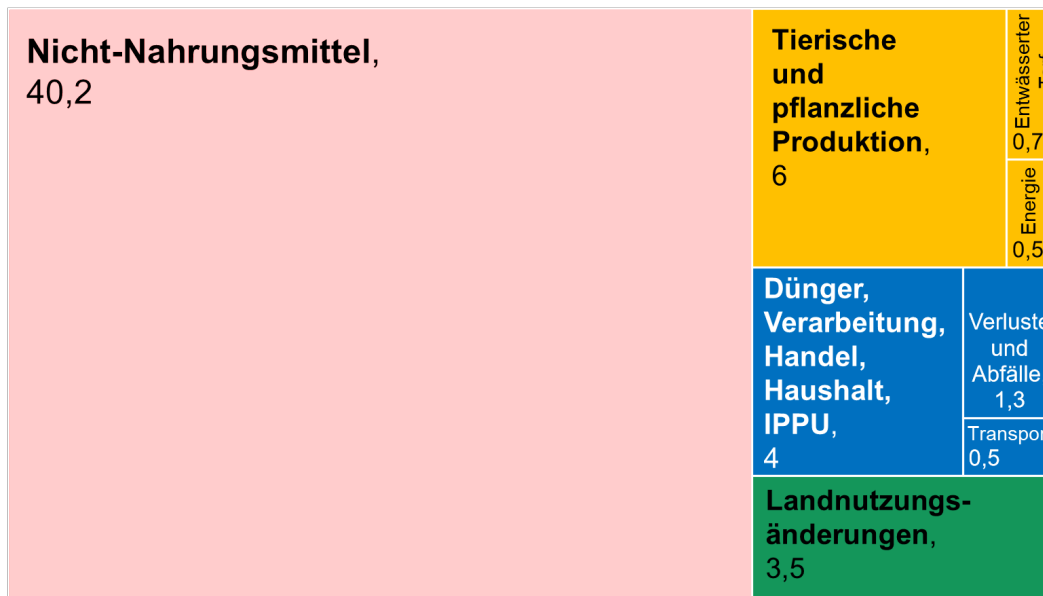 Nicht-Nahrungsmittel,
40,2
Tierische
und
pflanzliche
Produktion,
6
Entwässerter
0,7
Energie
0,5
Dünger,
Verarbeitung,
Handel,
Haushalt,
IPPU,
4
Verluste
und
Abfälle
1,3
Transpor
0,5
Landnutzungs-
änderungen,
3,5